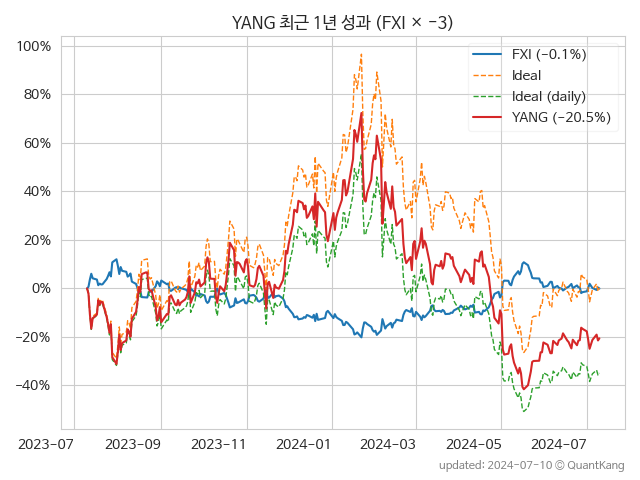 YANG 최근 1년 성과 (FXI × −3)
100%
80%
60%
40%
20%
0%
−20%
−40%
FXI (−0.1%)
Ideal
Ideal (daily)
YANG (−20.5%)
2023-07
2023-09
2023-11
2024-01
2024-03
2024-05
2024-07
updated: 2024-07-10 © QuantKang